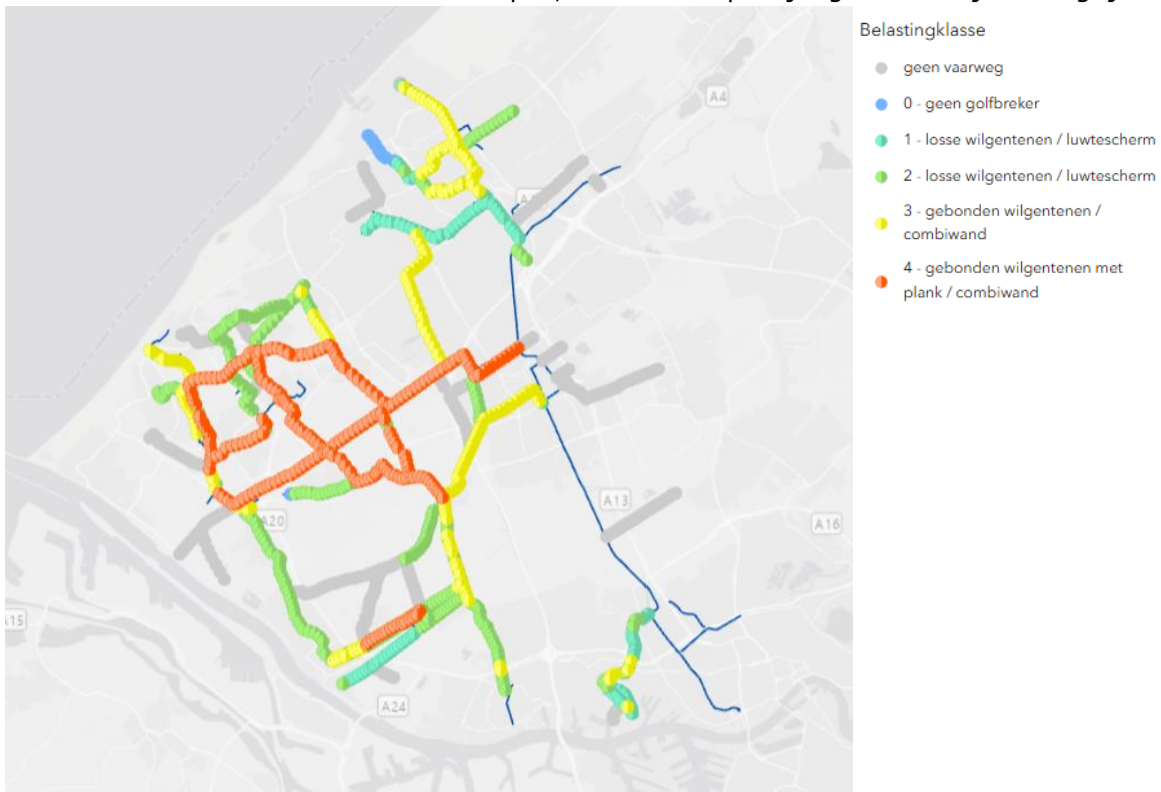 Belastingklasse
geen vaarweg
0 - geen golfbreker
1 - losse wilgentenen / luwtescherm
2 - losse wilgentenen / luwtescherm
3 - gebonden wilgentenen /
combiwand
4 - gebonden wilgentenen met
plank / combiwand
A4
A13
A16
A20
A15
A24